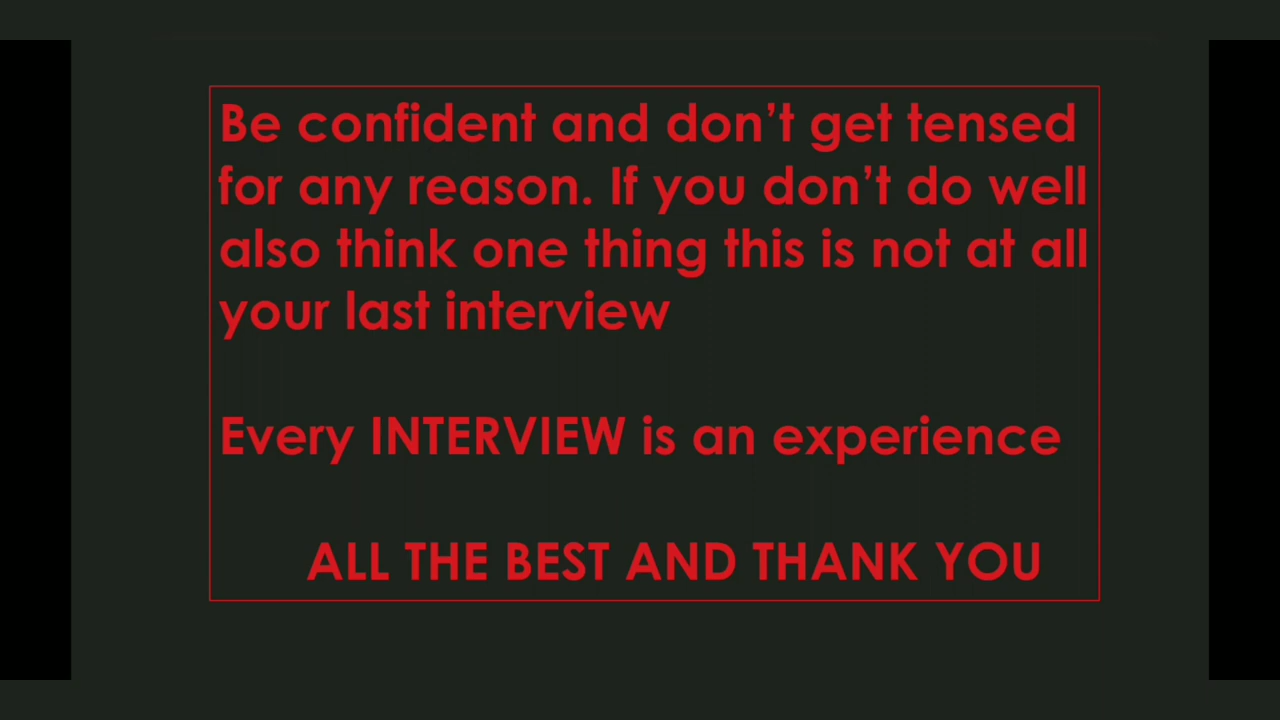 Be confident and don’t get tensed
for any reason. If you don’t do well
also think one thing this is not at all
your last interview
Every INTERVIEW is an experience
ALL THE BEST AND THANK YOU